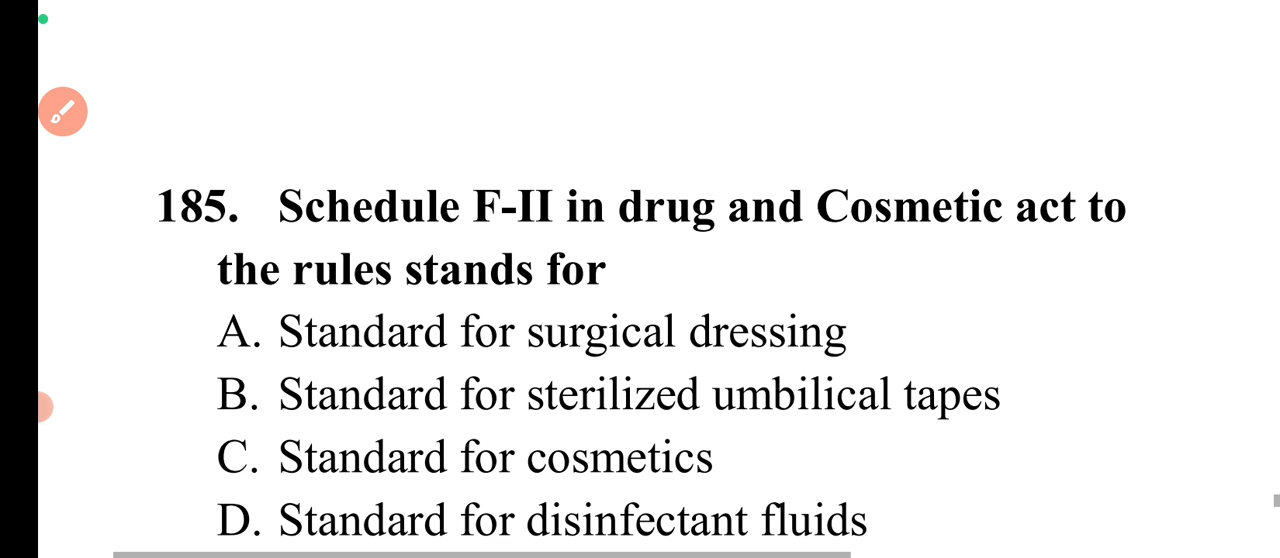 185. Schedule F-II in drug and Cosmetic act to
the rules stands for
A. Standard for surgical dressing
B. Standard for sterilized umbilical tapes
C. Standard for cosmetics
D. Standard for disinfectant fluids